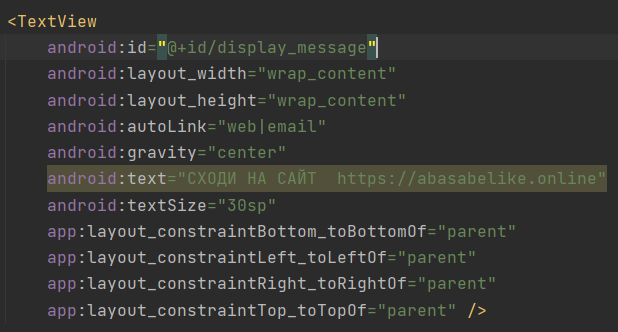 <TextView
android:id="@+id/display_message"
android:layout_width="wrap_content"
android:layout_height="wrap_content"
android:autoLink="web|email"
android:gravity="center"
android:text="СХОДИ НА САЙТ  https://abasabelike.online"
android:textSize="30sp"
app:layout_constraintBottom_toBottomOf="parent"
app:layout_constraintLeft_toLeftOf="parent"
app:layout_constraintRight_toRightOf="parent"
app:layout_constraintTop_toTopOf="parent" />